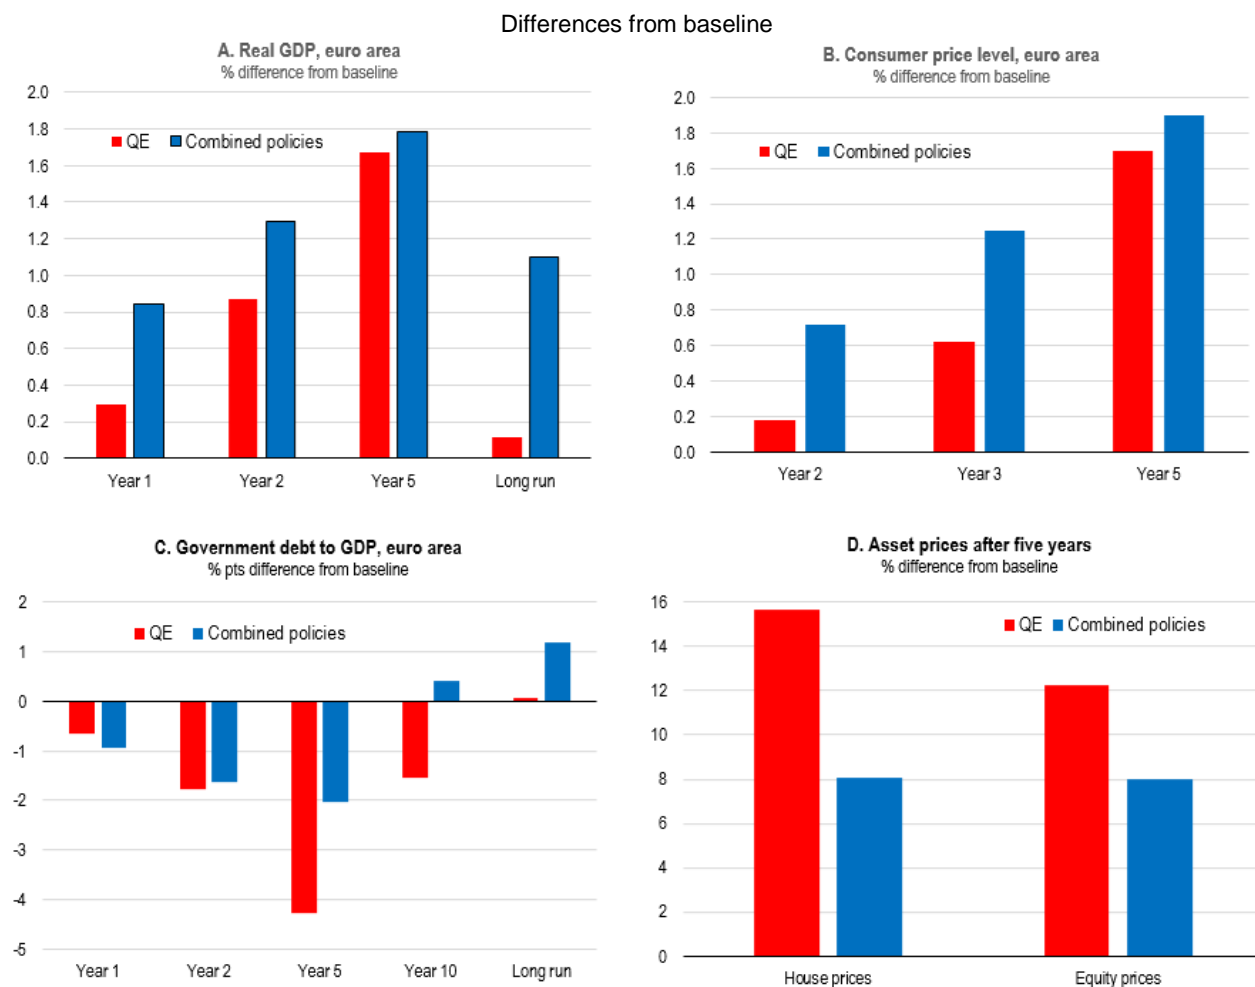 Differences from baseline
A. Real GDP, euro area
% difference from baseline
2.0
1.8
1.6
1.4
1.2
1.0
0.8
0.6
0.4
0.2
0.0
QE Combined policies
Year 1 Year 2 Year 5 Long run
B. Consumer price level, euro area
% difference from baseline
2.0
1.8
1.6
1.4
1.2
1.0
0.8
0.6
0.4
0.2
0.0
QE Combined policies
Year 2 Year 3 Year 5
C. Government debt to GDP, euro area
% pts difference from baseline
2
1
0
-1
-2
-3
-4
-5
QE Combined policies
Year 1 Year 2 Year 5 Year 10 Long run
D. Asset prices after five years
% difference from baseline
16
14
12
10
8
6
4
2
0
QE Combined policies
House prices Equity prices